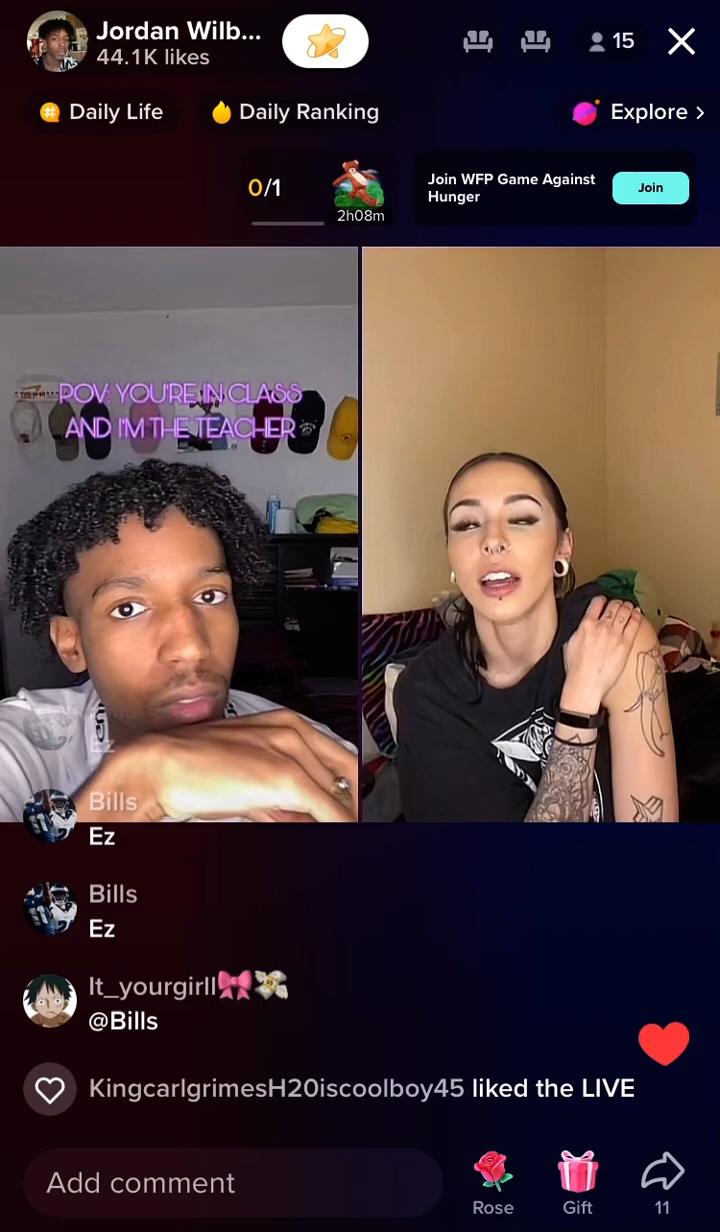 Jordan Wilb...
44.1K likes
15
Daily Life
Daily Ranking
Explore >
0/1
2h08m
Join WFP Game Against
Hunger
Join
POV: YOU'RE IN CLASS
AND I'M THE TEACHER
EZ
Bills
Ez
Bills
Ez
It_yourgirll🎀💸
@Bills
KingcarlgrimesH20iscoolboy45 liked the LIVE
Add comment
Rose
Gift
11